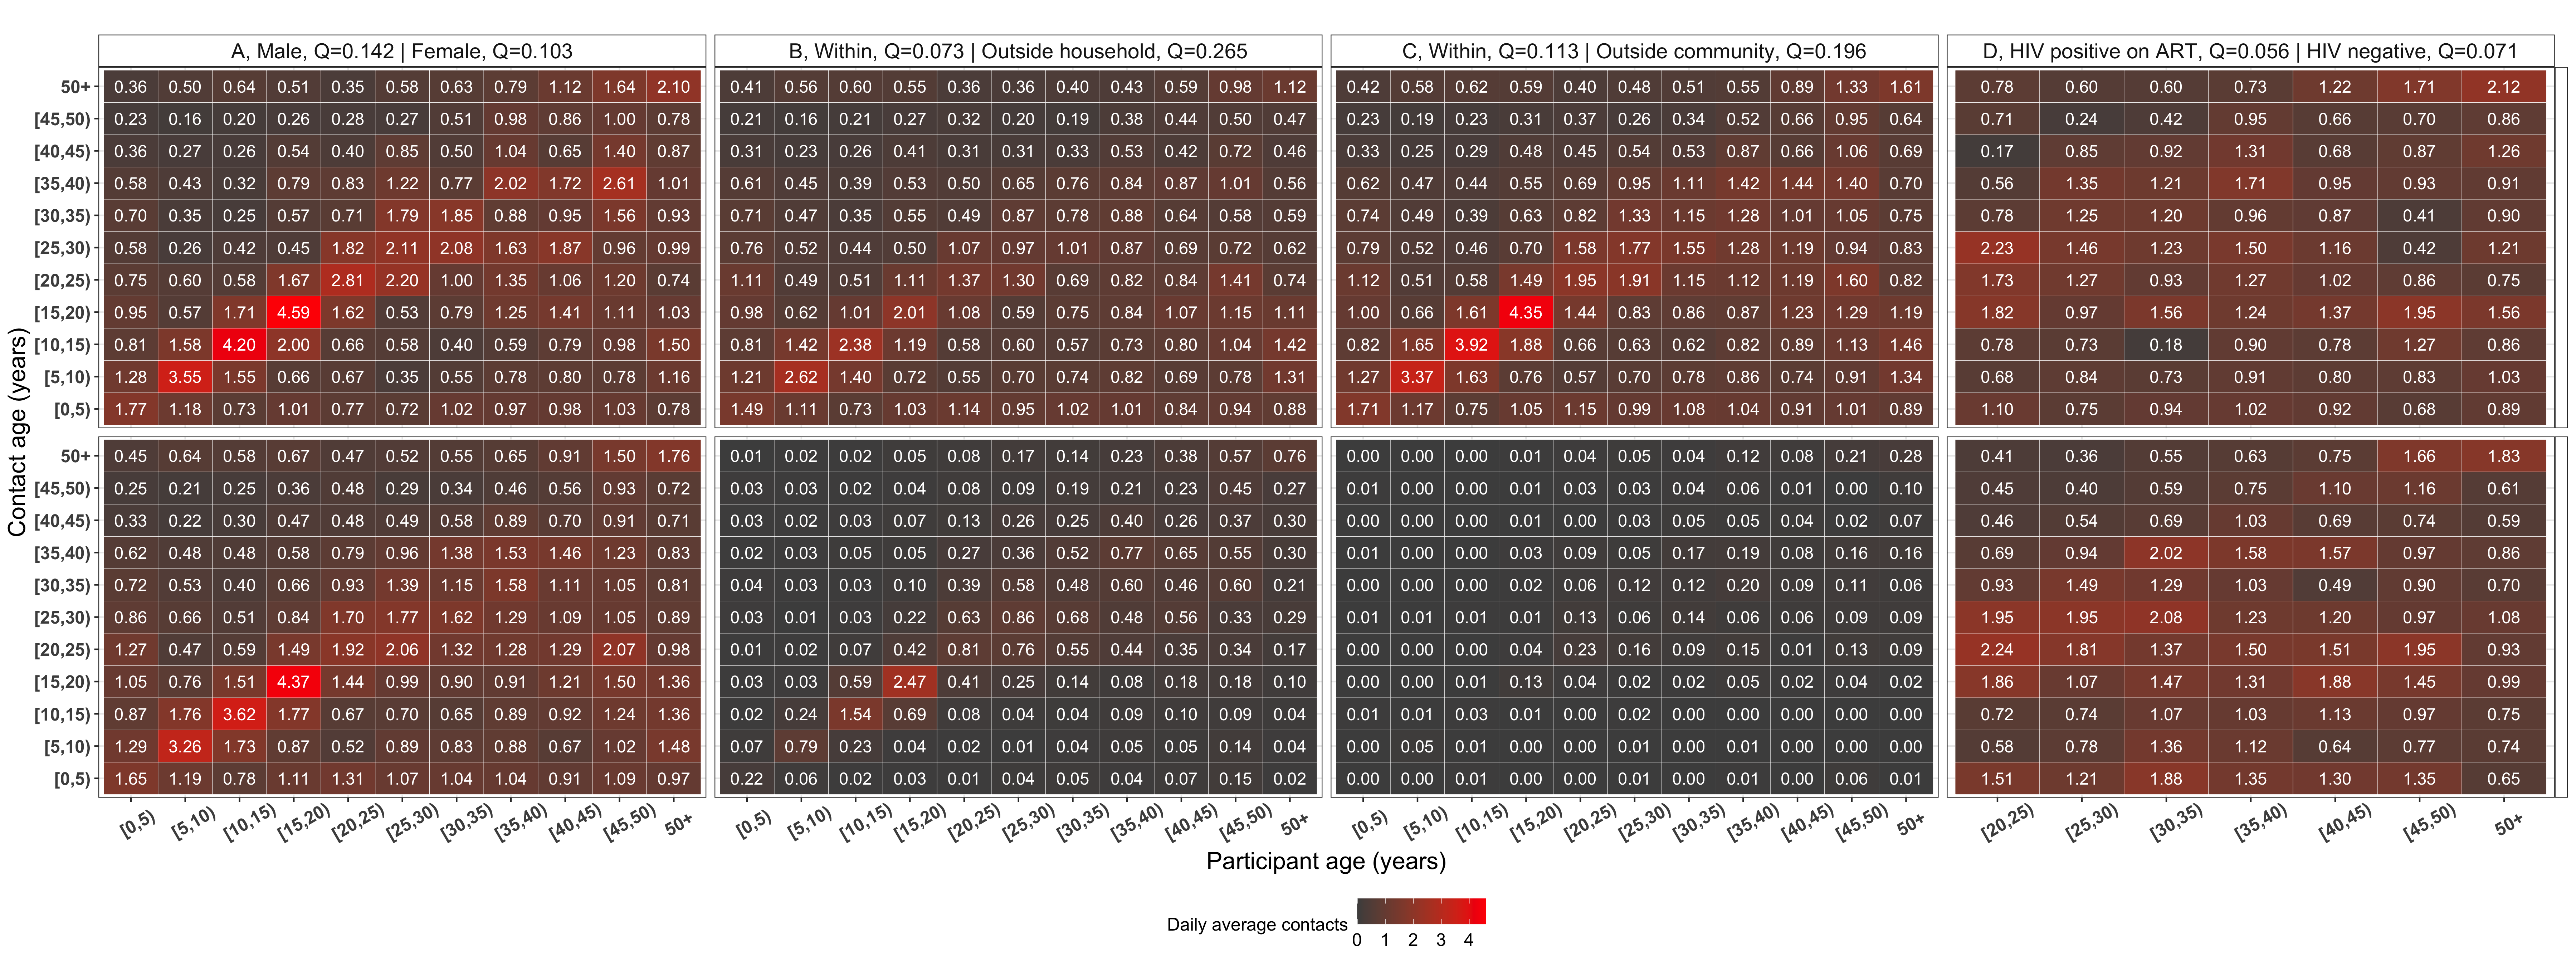 A, Male, Q=0.142 | Female, Q=0.103
B, Within, Q=0.073 | Outside household, Q=0.265
C, Within, Q=0.113 | Outside community, Q=0.196
D, HIV positive on ART, Q=0.056 | HIV negative, Q=0.071
Contact age (years)
50+ 0.36 0.50 0.64 0.51 0.35 0.58 0.63 0.79 1.12 1.64 2.10 0.41 0.56 0.60 0.55 0.36 0.36 0.40 0.43 0.59 0.98 1.12 0.42 0.58 0.62 0.59 0.40 0.48 0.51 0.55 0.89 1.33 1.61 0.78 0.60 0.60 0.73 1.22 1.71 2.12
[45,50) 0.23 0.16 0.20 0.26 0.28 0.27 0.51 0.98 0.86 1.00 0.78 0.21 0.16 0.21 0.27 0.32 0.20 0.19 0.38 0.44 0.50 0.47 0.23 0.19 0.23 0.31 0.37 0.26 0.34 0.52 0.66 0.95 0.64 0.71 0.24 0.42 0.95 0.66 0.70 0.86
[40,45) 0.36 0.27 0.26 0.54 0.40 0.85 0.50 1.04 0.65 1.40 0.87 0.31 0.23 0.26 0.41 0.31 0.31 0.33 0.53 0.42 0.72 0.46 0.33 0.25 0.29 0.48 0.45 0.54 0.53 0.87 0.66 1.06 0.69 0.17 0.85 0.92 1.31 0.68 0.87 1.26
[35,40) 0.58 0.43 0.32 0.79 0.83 1.22 0.77 2.02 1.72 2.61 1.01 0.61 0.45 0.39 0.53 0.50 0.65 0.76 0.84 0.87 1.01 0.56 0.62 0.47 0.44 0.55 0.69 0.95 1.11 1.42 1.44 1.40 0.70 0.56 1.35 1.21 1.71 0.95 0.93 0.91
[30,35) 0.70 0.35 0.25 0.57 0.71 1.79 1.85 0.88 0.95 1.56 0.93 0.71 0.47 0.35 0.55 0.49 0.87 0.78 0.88 0.64 0.58 0.59 0.74 0.49 0.39 0.63 0.82 1.33 1.15 1.28 1.01 1.05 0.75 0.78 1.25 1.20 0.96 0.87 0.41 0.90
[25,30) 0.58 0.26 0.42 0.45 1.82 2.11 2.08 1.63 1.87 0.96 0.99 0.76 0.52 0.44 0.50 1.07 0.97 1.01 0.87 0.69 0.72 0.62 0.79 0.52 0.46 0.70 1.58 1.77 1.55 1.28 1.19 0.94 0.83 2.23 1.46 1.23 1.50 1.16 0.42 1.21
[20,25) 0.75 0.60 0.58 1.67 2.81 2.20 1.00 1.35 1.06 1.20 0.74 1.11 0.49 0.51 1.11 1.37 1.30 0.69 0.82 0.84 1.41 0.74 1.12 0.51 0.58 1.49 1.95 1.91 1.15 1.12 1.19 1.60 0.82 1.73 1.27 0.93 1.27 1.02 0.86 0.75
[15,20) 0.95 0.57 1.71 4.59 1.62 0.53 0.79 1.25 1.41 1.11 1.03 0.98 0.62 1.01 2.01 1.08 0.59 0.75 0.84 1.07 1.15 1.11 1.00 0.66 1.61 4.35 1.44 0.83 0.86 0.87 1.23 1.29 1.19 1.82 0.97 1.56 1.24 1.37 1.95 1.56
[10,15) 0.81 1.58 4.20 2.00 0.66 0.58 0.40 0.59 0.79 0.98 1.50 0.81 1.42 2.38 1.19 0.58 0.60 0.57 0.73 0.80 1.04 1.42 0.82 1.65 3.92 1.88 0.66 0.63 0.62 0.82 0.89 1.13 1.46 0.78 0.73 0.18 0.90 0.78 1.27 0.86
[5,10) 1.28 3.55 1.55 0.66 0.67 0.35 0.55 0.78 0.80 0.78 1.16 1.21 2.62 1.40 0.72 0.55 0.70 0.74 0.82 0.69 0.78 1.31 1.27 3.37 1.63 0.76 0.57 0.70 0.78 0.86 0.74 0.91 1.34 0.68 0.84 0.73 0.91 0.80 0.83 1.03
[0,5) 1.77 1.18 0.73 1.01 0.77 0.72 1.02 0.97 0.98 1.03 0.78 1.49 1.11 0.73 1.03 1.14 0.95 1.02 1.01 0.84 0.94 0.88 1.71 1.17 0.75 1.05 1.15 0.99 1.08 1.04 0.91 1.01 0.89 1.10 0.75 0.94 1.02 0.92 0.68 0.89
50+ 0.45 0.64 0.58 0.67 0.47 0.52 0.55 0.65 0.91 1.50 1.76 0.01 0.02 0.02 0.05 0.08 0.17 0.14 0.23 0.38 0.57 0.76 0.00 0.00 0.00 0.01 0.04 0.05 0.04 0.12 0.08 0.21 0.28 0.41 0.36 0.55 0.63 0.75 1.66 1.83
[45,50) 0.25 0.21 0.25 0.36 0.48 0.29 0.34 0.46 0.56 0.93 0.72 0.03 0.03 0.02 0.04 0.08 0.09 0.19 0.21 0.23 0.45 0.27 0.01 0.00 0.00 0.01 0.03 0.03 0.04 0.06 0.01 0.00 0.10 0.45 0.40 0.59 0.75 1.10 1.16 0.61
[40,45) 0.33 0.22 0.30 0.47 0.48 0.49 0.58 0.89 0.70 0.91 0.71 0.03 0.02 0.03 0.07 0.13 0.26 0.25 0.40 0.26 0.37 0.30 0.00 0.00 0.00 0.01 0.00 0.03 0.05 0.05 0.04 0.02 0.07 0.46 0.54 0.69 1.03 0.69 0.74 0.59
[35,40) 0.62 0.48 0.48 0.58 0.79 0.96 1.38 1.53 1.46 1.23 0.83 0.02 0.03 0.05 0.05 0.27 0.36 0.52 0.77 0.65 0.55 0.30 0.01 0.00 0.00 0.03 0.09 0.05 0.17 0.19 0.08 0.16 0.16 0.69 0.94 2.02 1.58 1.57 0.97 0.86
[30,35) 0.72 0.53 0.40 0.66 0.93 1.39 1.15 1.58 1.11 1.05 0.81 0.04 0.03 0.03 0.10 0.39 0.58 0.48 0.60 0.46 0.60 0.21 0.00 0.00 0.00 0.02 0.06 0.12 0.12 0.20 0.09 0.11 0.06 0.93 1.49 1.29 1.03 0.49 0.90 0.70
[25,30) 0.86 0.66 0.51 0.84 1.70 1.77 1.62 1.29 1.09 1.05 0.89 0.03 0.01 0.03 0.22 0.63 0.86 0.68 0.48 0.56 0.33 0.29 0.01 0.01 0.01 0.01 0.13 0.06 0.14 0.06 0.06 0.09 0.09 1.95 1.95 2.08 1.23 1.20 0.97 1.08
[20,25) 1.27 0.47 0.59 1.49 1.92 2.06 1.32 1.28 1.29 2.07 0.98 0.01 0.02 0.07 0.42 0.81 0.76 0.55 0.44 0.35 0.34 0.17 0.00 0.00 0.00 0.04 0.23 0.16 0.09 0.15 0.01 0.13 0.09 2.24 1.81 1.37 1.50 1.51 1.95 0.93
[15,20) 1.05 0.76 1.51 4.37 1.44 0.99 0.90 0.91 1.21 1.50 1.36 0.03 0.03 0.59 2.47 0.41 0.25 0.14 0.08 0.18 0.18 0.10 0.00 0.00 0.01 0.13 0.04 0.02 0.02 0.05 0.02 0.04 0.02 1.86 1.07 1.47 1.31 1.88 1.45 0.99
[10,15) 0.87 1.76 3.62 1.77 0.67 0.70 0.65 0.89 0.92 1.24 1.36 0.02 0.24 1.54 0.69 0.08 0.04 0.04 0.09 0.10 0.09 0.04 0.01 0.01 0.03 0.01 0.00 0.02 0.00 0.01 0.00 0.00 0.00 0.72 0.74 1.07 1.03 1.13 0.97 0.75
[5,10) 1.29 3.26 1.73 0.87 0.52 0.89 0.83 0.88 0.67 1.02 1.48 0.07 0.79 0.23 0.04 0.02 0.01 0.04 0.05 0.05 0.14 0.04 0.00 0.05 0.01 0.00 0.00 0.01 0.00 0.01 0.00 0.00 0.00 0.58 0.78 1.36 1.12 0.64 0.77 0.74
[0,5) 1.65 1.19 0.78 1.11 1.31 1.07 1.04 1.04 0.91 1.09 0.97 0.22 0.06 0.02 0.03 0.01 0.04 0.05 0.04 0.07 0.15 0.02 0.00 0.00 0.01 0.00 0.00 0.01 0.00 0.01 0.00 0.06 0.01 1.51 1.21 1.88 1.35 1.30 1.35 0.65
[0,5) [5,10) [10,15) [15,20) [20,25) [25,30) [30,35) [35,40) [40,45) [45,50) 50+ [0,5) [5,10) [10,15) [15,20) [20,25) [25,30) [30,35) [35,40) [40,45) [45,50) 50+ [0,5) [5,10) [10,15) [15,20) [20,25) [25,30) [30,35) [35,40) [40,45) [45,50) 50+ [20,25) [25,30) [30,35) [35,40) [40,45) [45,50) 50+
Participant age (years)
Daily average contacts
0 1 2 3 4